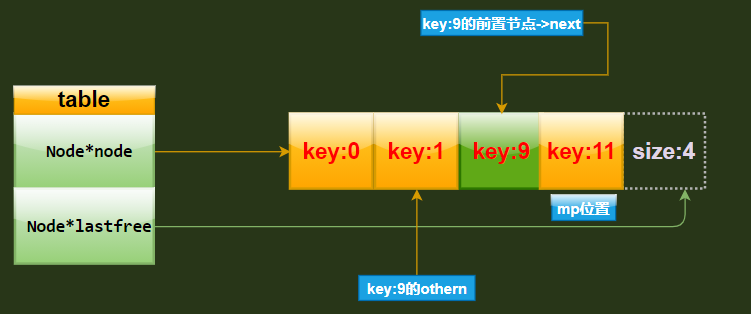 key:9的前置节点->next
table
Node*node
key:0
key:1
key:9
key:11
size:4
mp位置
Node*lastfree
key:9的othern